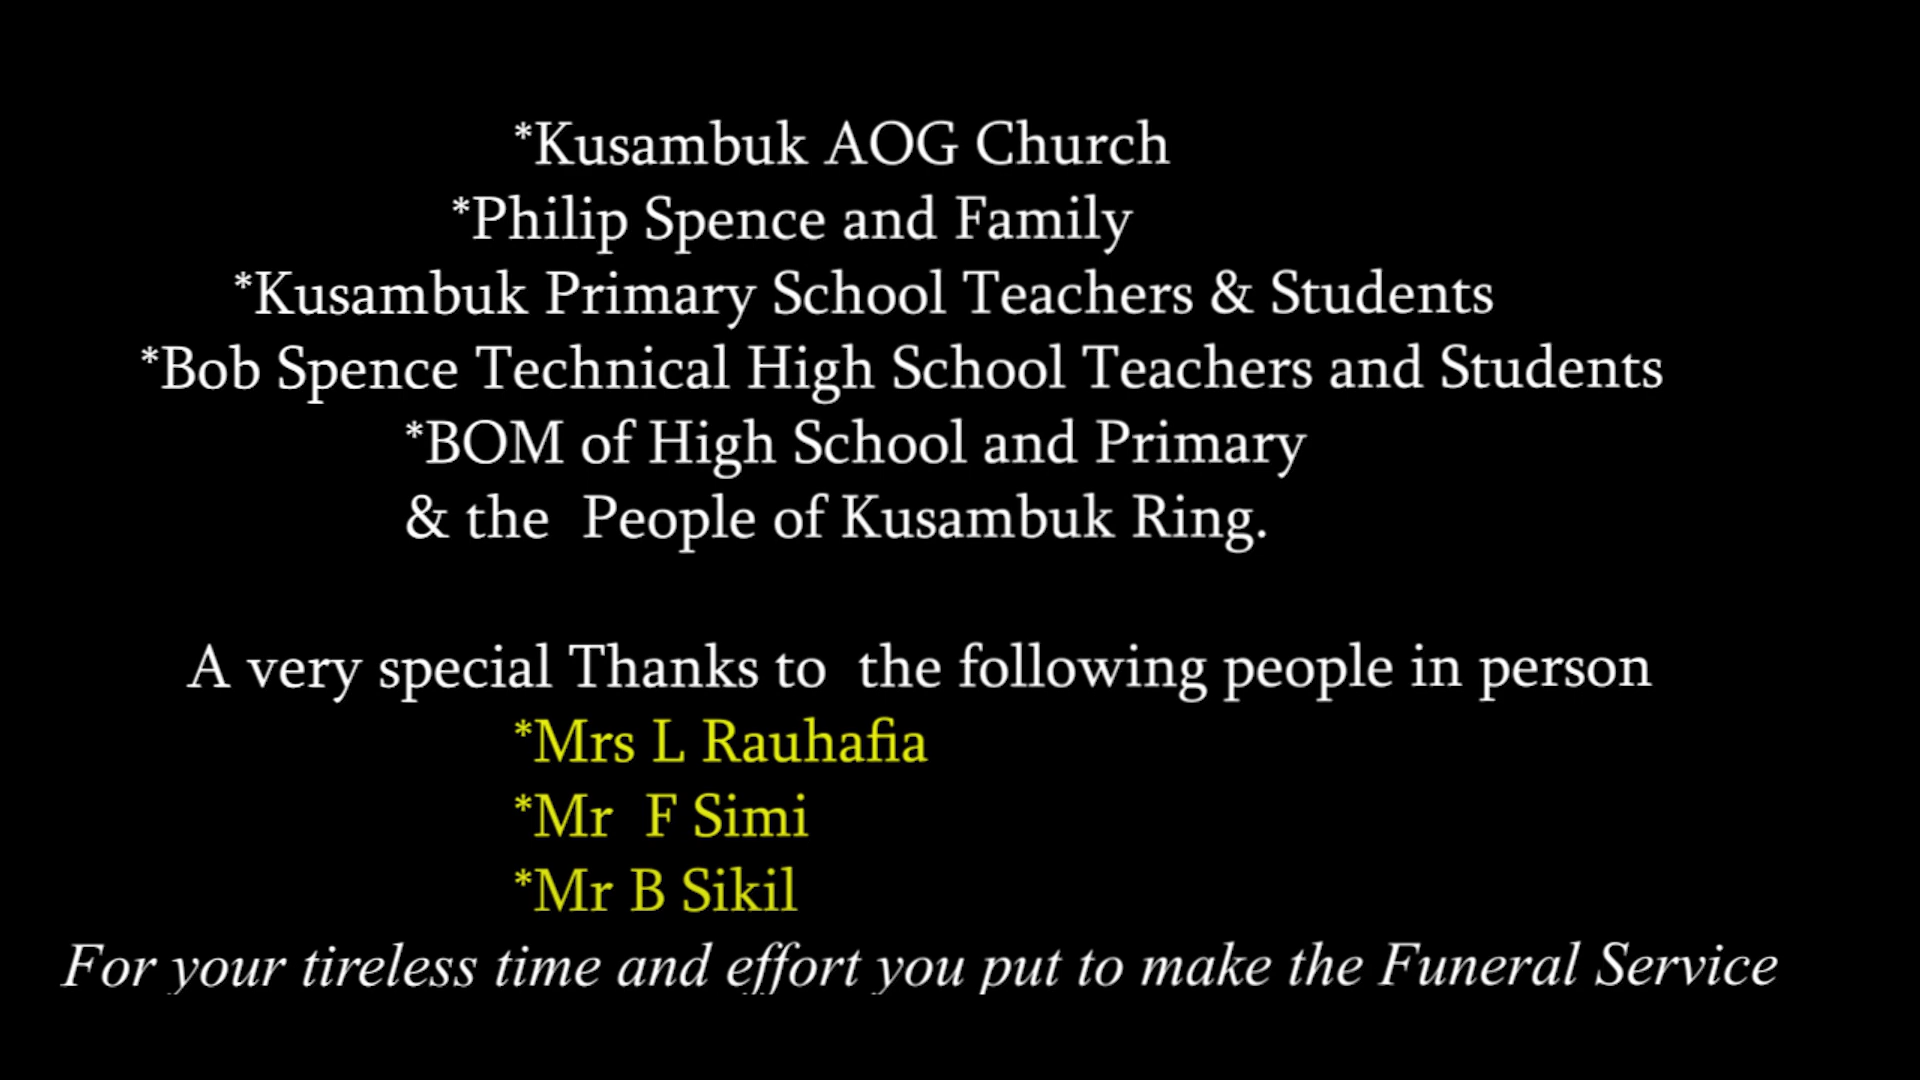 *Kusambuk AOG Church
*Philip Spence and Family
*Kusambuk Primary School Teachers & Students
*Bob Spence Technical High School Teachers and Students
*BOM of High School and Primary
& the  People of Kusambuk Ring.
A very special Thanks to  the following people in person
*Mrs L Rauhafia
*Mr  F Simi
*Mr B Sikil
For your tireless time and effort you put to make the Funeral Service